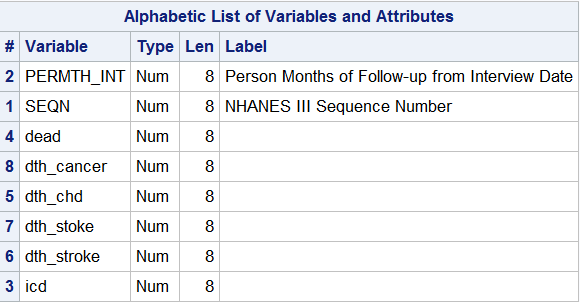 Alphabetic List of Variables and Attributes
# Variable Type Len Label
2 PERMTH_INT Num 8 Person Months of Follow-up from Interview Date
1 SEQN Num 8 NHANES III Sequence Number
4 dead Num 8
8 dth_cancer Num 8
5 dth_chd Num 8
7 dth_stoke Num 8
6 dth_stroke Num 8
3 icd Num 8